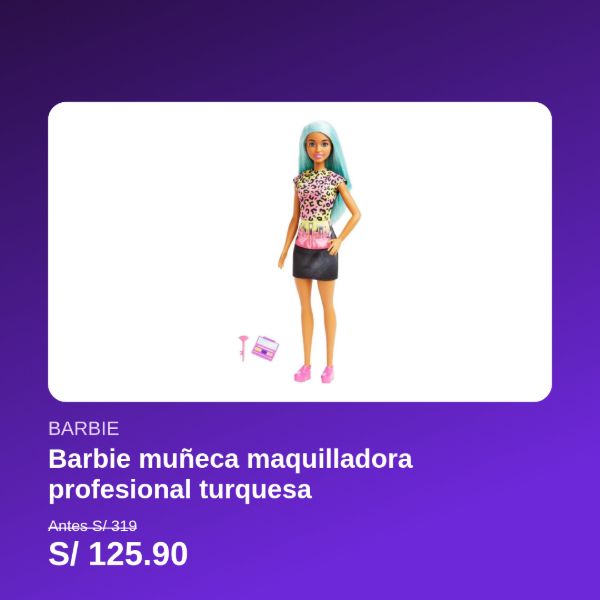 BARBIE
Barbie muñeca maquilladora
profesional turquesa
Antes S/ 319
S/ 125.90